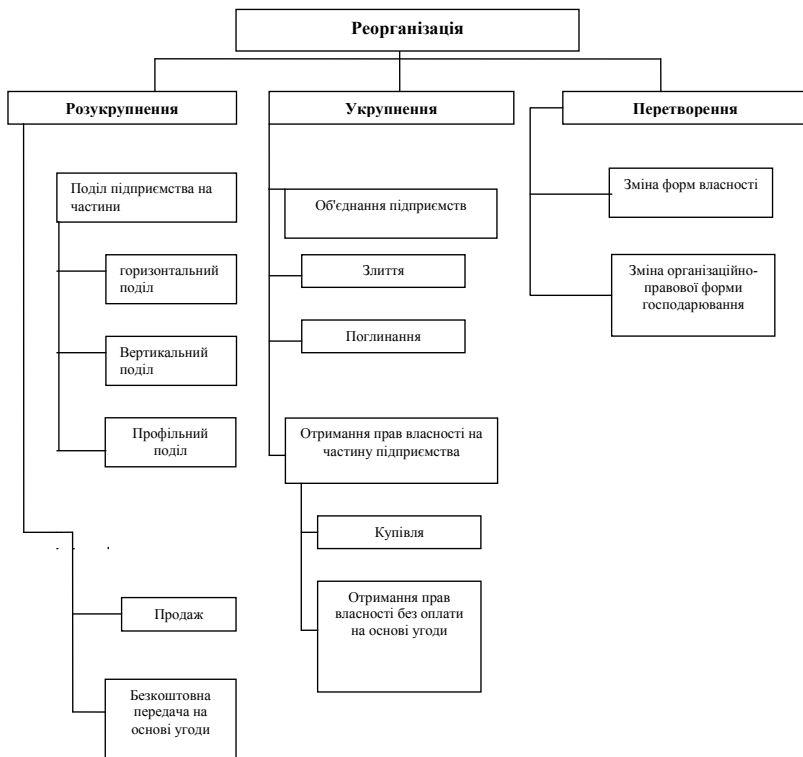 Реорганізація
Розукрупнення
Поділ підприємства на
частини
горизонтальний
поділ
Вертикальний
поділ
Профільний
поділ
Продаж
Безкоштовна
передача на
основі угоди
Укрупнення
Об'єднання підприємств
Злиття
Поглинання
Отримання прав власності на
частину підприємства
Купівля
Отримання прав
власності без оплати
на основі угоди
Перетворення
Зміна форм власності
Зміна організаційно-
правової форми
господарювання